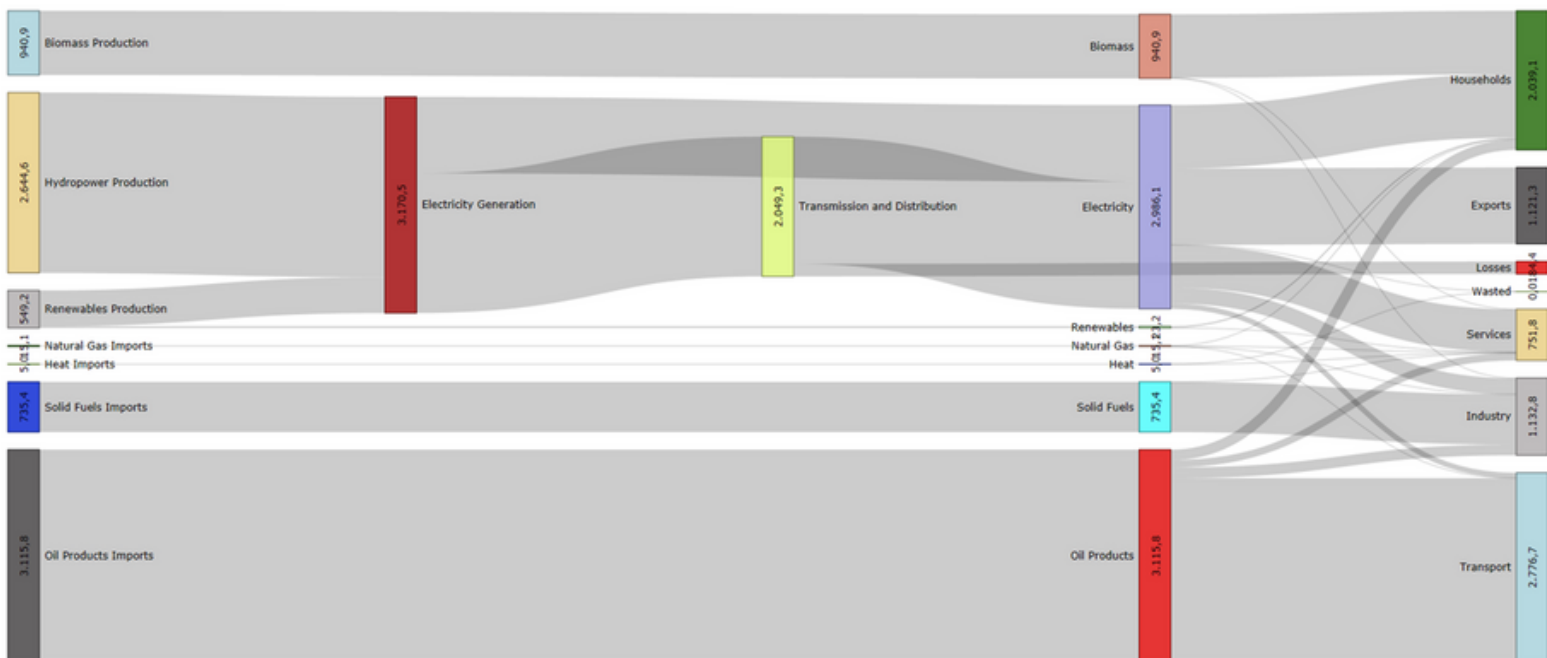 940,9
Biomass Production
2.644,6
Hydropower Production
549,2
Renewables Production
Natural Gas Imports
Heat Imports
735,4
Solid Fuels Imports
3.115,8
Oil Products Imports
3.170,5
Electricity Generation
2.049,3
Transmission and Distribution
Biomass
940,9
Electricity
2.986,1
Renewables
Natural Gas
Heat
Solid Fuels
735,4
Oil Products
3.115,8
Households
2.039,1
Exports
1.121,3
Losses
Wasted
Services
751,8
Industry
1.132,8
Transport
2.776,7